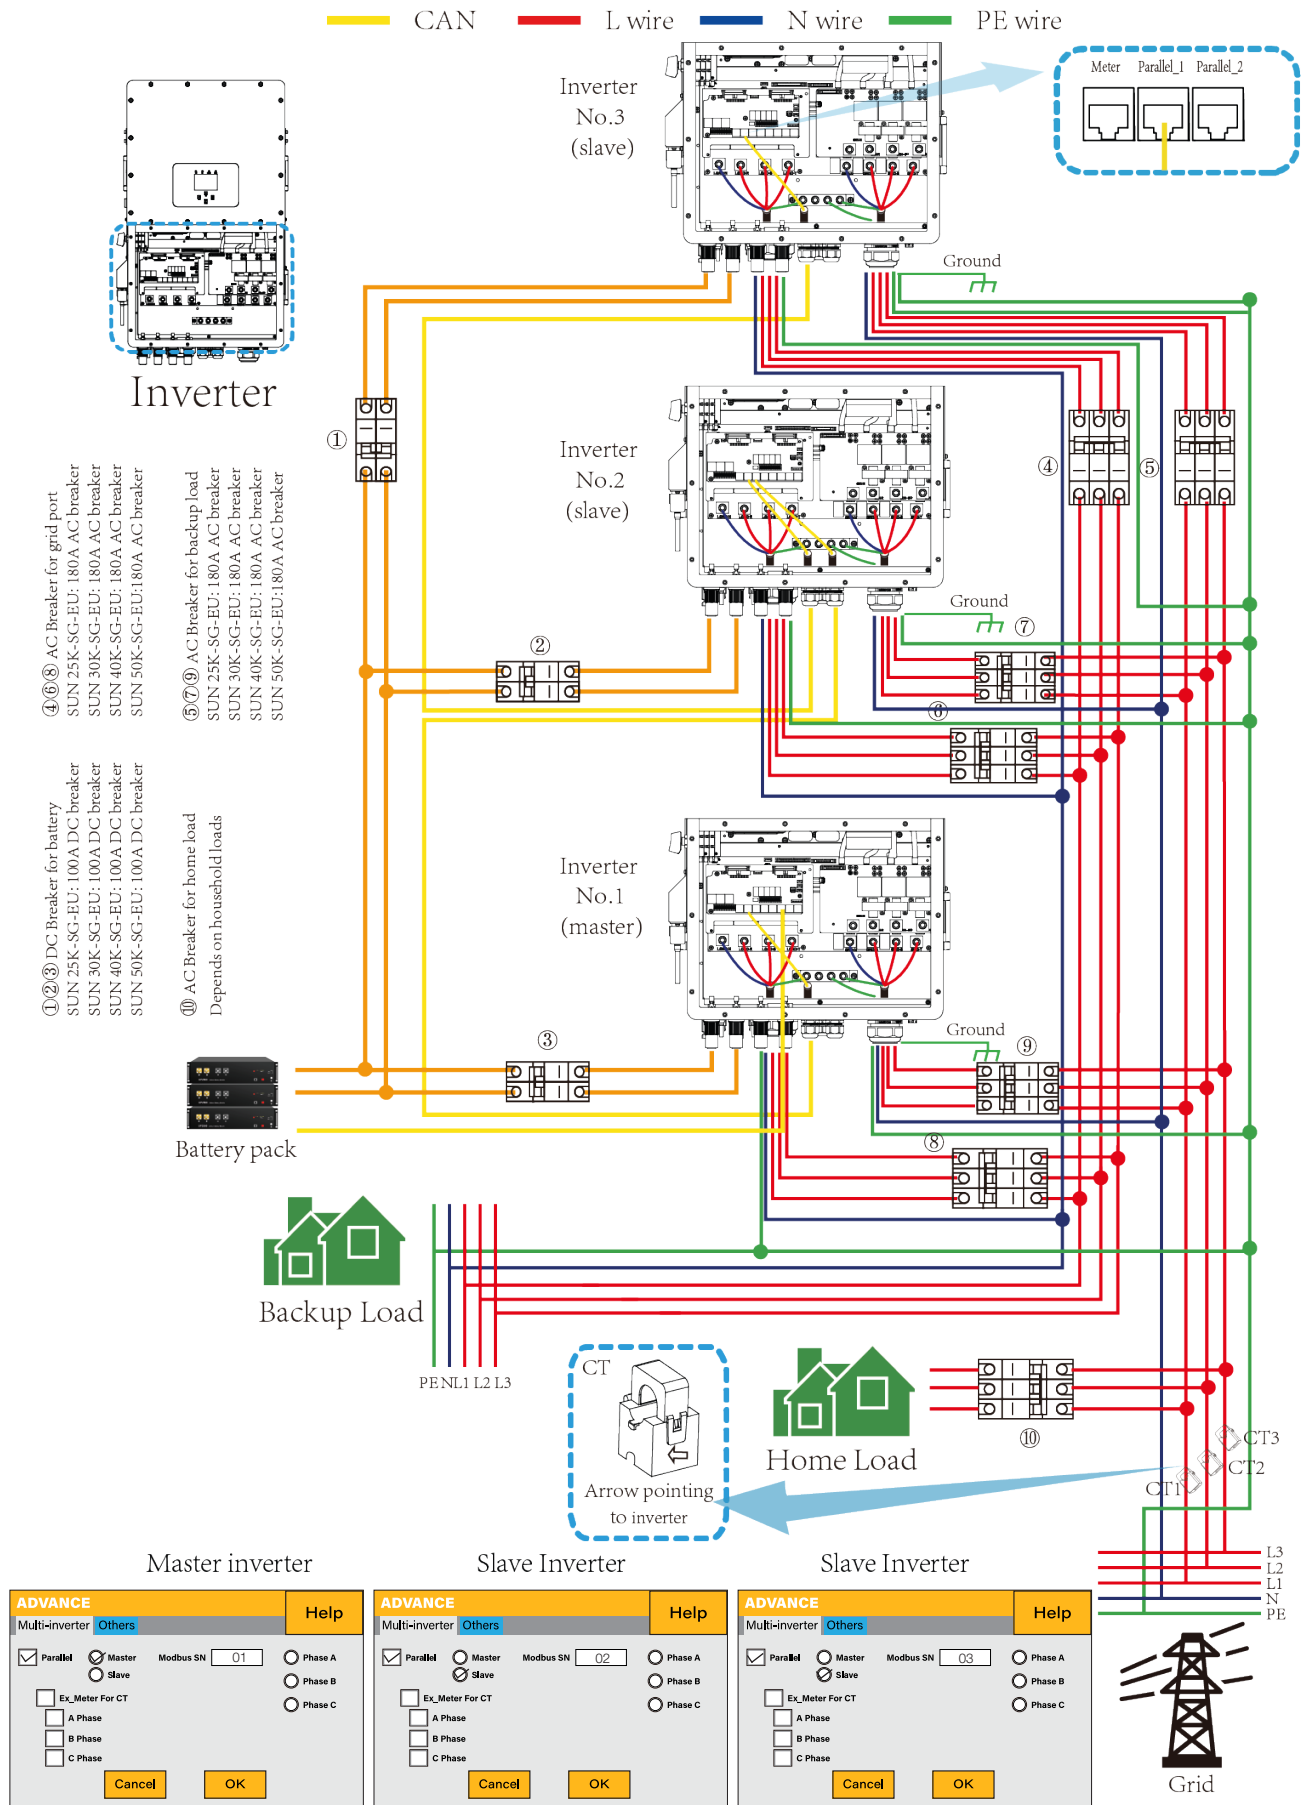 CAN
L wire
N wire
PE wire
Inverter
No.3
(slave)
Meter
Parallel_1
Parallel_2
Ground
Inverter
①
Inverter
No.2
(slave)
④
⑤
④⑥⑧ AC Breaker for grid port
SUN 25K-SG-EU: 180A AC breaker
SUN 30K-SG-EU: 180A AC breaker
SUN 40K-SG-EU: 180A AC breaker
SUN 50K-SG-EU:180A AC breaker
⑤⑦⑨ AC Breaker for backup load
SUN 25K-SG-EU: 180A AC breaker
SUN 30K-SG-EU: 180A AC breaker
SUN 40K-SG-EU: 180A AC breaker
SUN 50K-SG-EU:180A AC breaker
Ground
⑦
②
⑥
①②③ DC Breaker for battery
SUN 25K-SG-EU: 100A DC breaker
SUN 30K-SG-EU: 100A DC breaker
SUN 40K-SG-EU: 100A DC breaker
SUN 50K-SG-EU: 100A DC breaker
⑩ AC Breaker for home load
Depends on household loads
Inverter
No.1
(master)
Ground
③
⑨
Battery pack
⑧
Backup Load
PE N L1 L2 L3
CT
Arrow pointing
to inverter
Home Load
⑩
CT3
CT2
CT1
L3
L2
L1
N
PE
Grid
Master inverter
ADVANCE
Help
Multi-inverter
Others
Parallel
Master
Slave
Modbus SN
01
Phase A
Phase B
Phase C
Ex_Meter For CT
A Phase
B Phase
C Phase
Cancel
OK
Slave Inverter
ADVANCE
Help
Multi-inverter
Others
Parallel
Master
Slave
Modbus SN
02
Phase A
Phase B
Phase C
Ex_Meter For CT
A Phase
B Phase
C Phase
Cancel
OK
Slave Inverter
ADVANCE
Help
Multi-inverter
Others
Parallel
Master
Slave
Modbus SN
03
Phase A
Phase B
Phase C
Ex_Meter For CT
A Phase
B Phase
C Phase
Cancel
OK